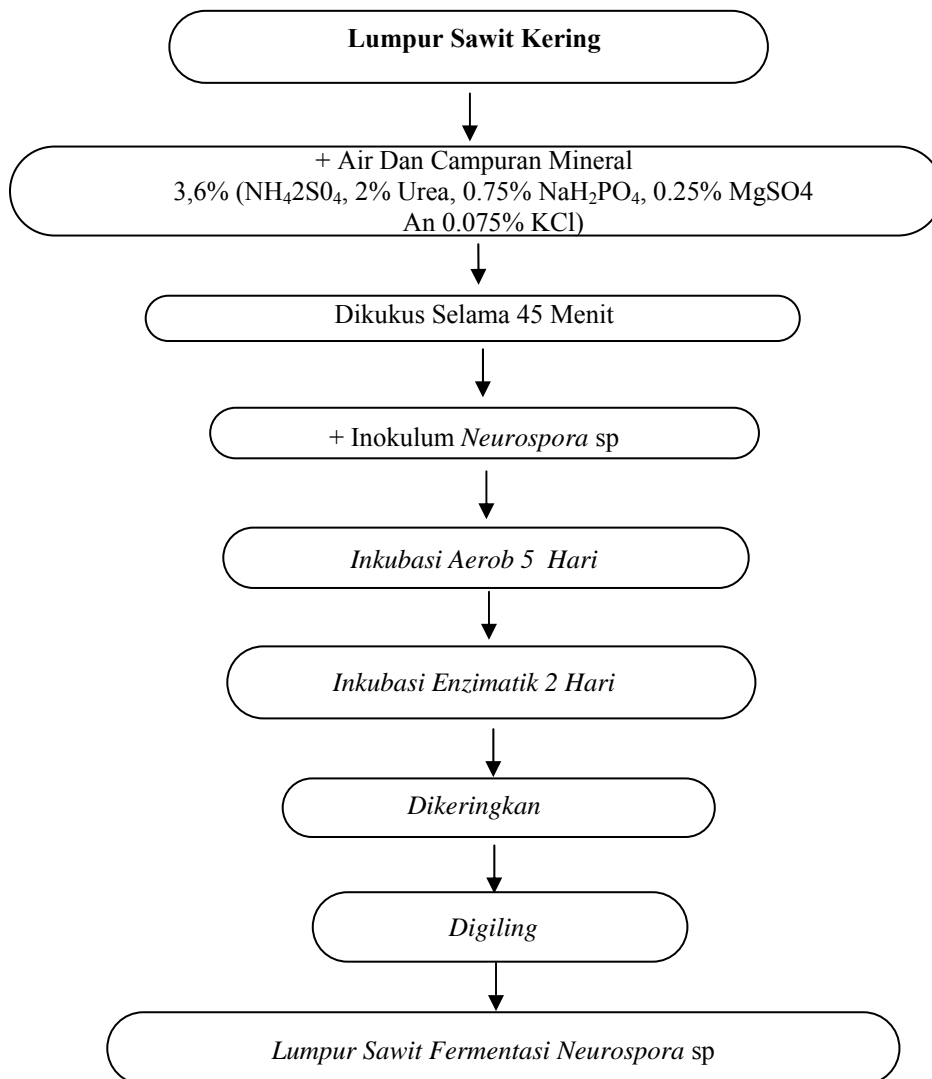 Lumpur Sawit Kering
+ Air Dan Campuran Mineral
3,6% (NH₄2S0₄, 2% Urea, 0.75% NaH₂PO₄, 0.25% MgSO4
An 0.075% KCl)
Dikukus Selama 45 Menit
+ Inokulum Neurospora sp
Inkubasi Aerob 5 Hari
Inkubasi Enzimatik 2 Hari
Dikeringkan
Digiling
Lumpur Sawit Fermentasi Neurospora sp